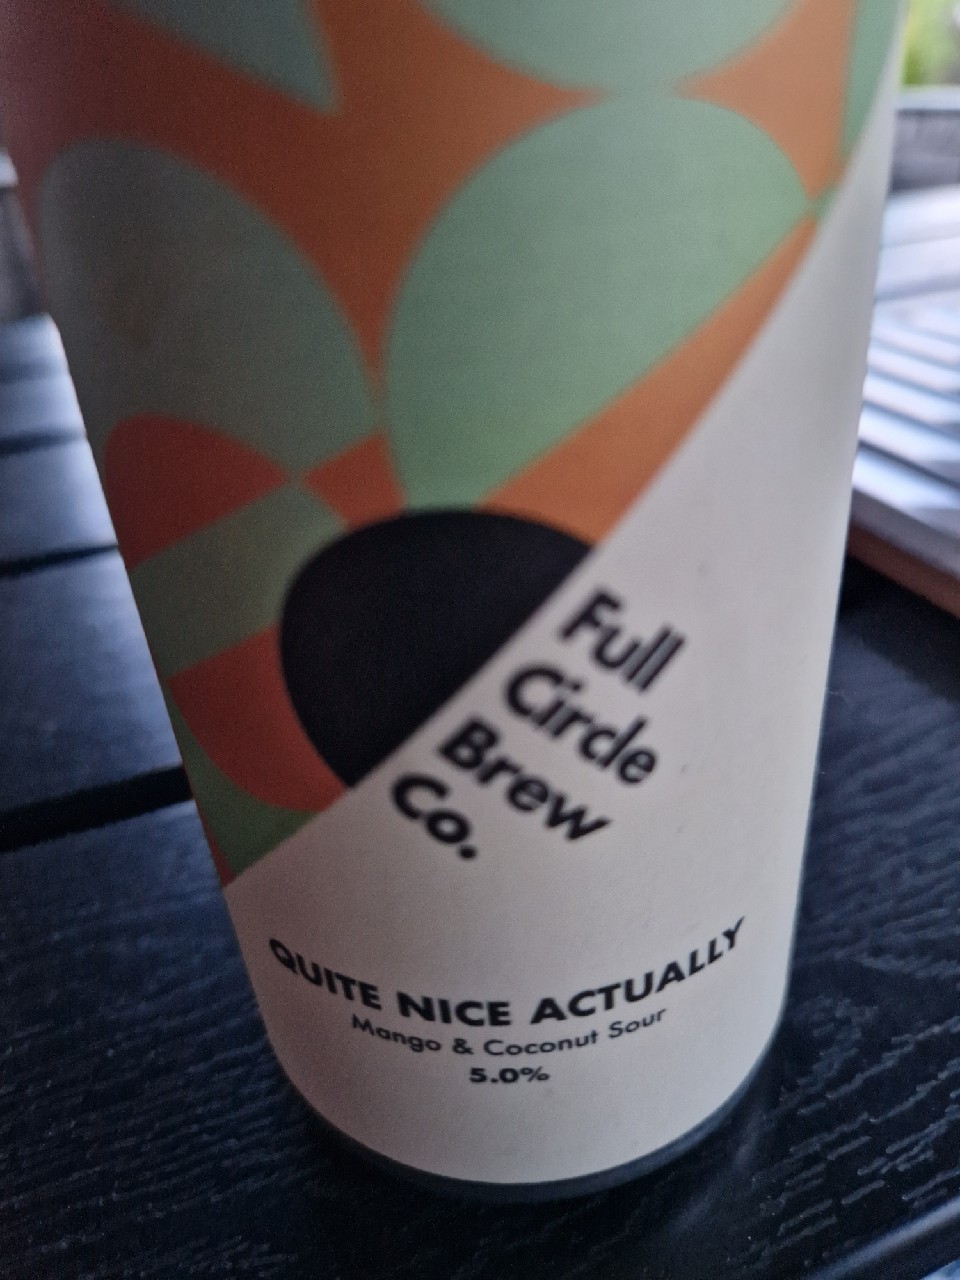 Full
Circle
Brew
Co.
QUITE NICE ACTUALLY
Mango & Coconut Sour
5.0%